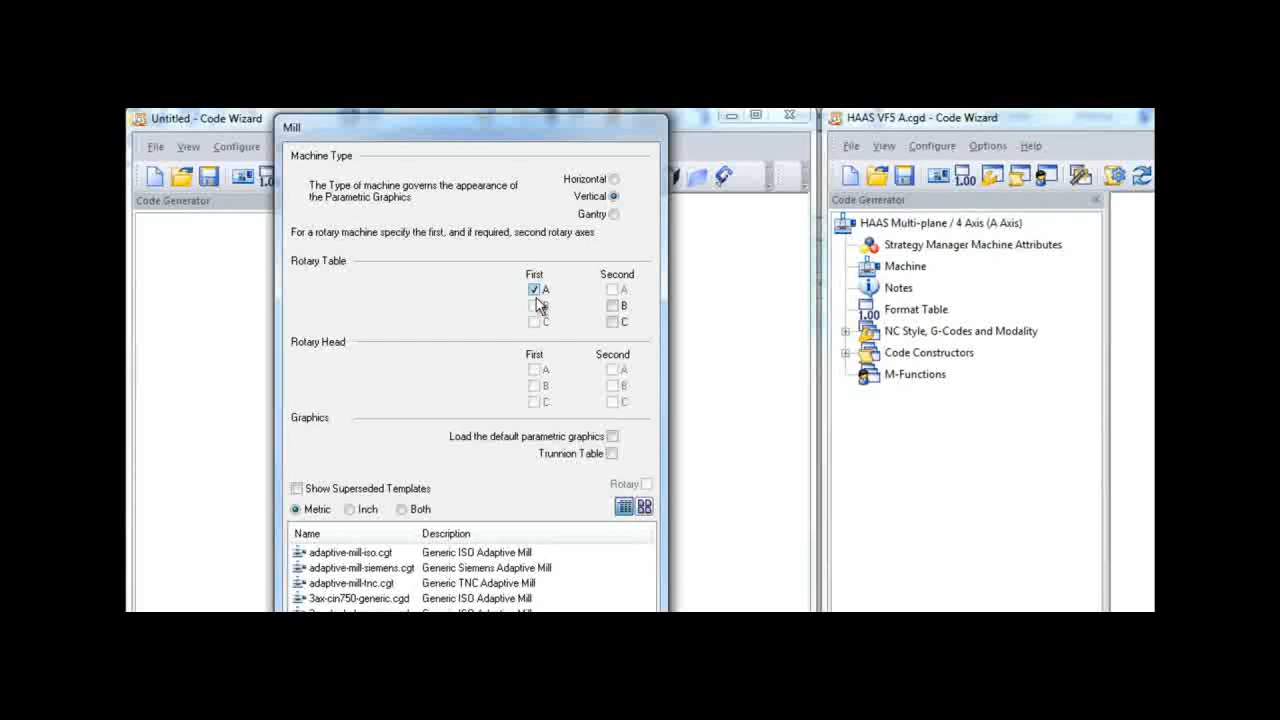 Untitled - Code Wizard
File View Configure
1.0
Code Generator
Mill
Machine Type
The Type of machine governs the appearance of
the Parametric Graphics
Horizontal
Vertical
Gantry
For a rotary machine specify the first, and if required, second rotary axes
Rotary Table
First Second
A A
B
C C
Rotary Head
First Second
A A
B B
C C
Graphics
Load the default parametric graphics
Trunnion Table
Show Superseded Templates
Rotary
Metric Inch Both
Name Description
adaptive-mill-iso.cgt Generic ISO Adaptive Mill
adaptive-mill-siemens.cgt Generic Siemens Adaptive Mill
adaptive-mill-tnc.cgt Generic TNC Adaptive Mill
3ax-cin750-generic.cgd Generic ISO Adaptive Mill
HAAS VF5 A.cgd - Code Wizard
File View Configure Options Help
1.00
Code Generator
HAAS Multi-plane / 4 Axis (A Axis)
Strategy Manager Machine Attributes
Machine
Notes
Format Table
1.00
NC Style, G-Codes and Modality
Code Constructors
M-Functions